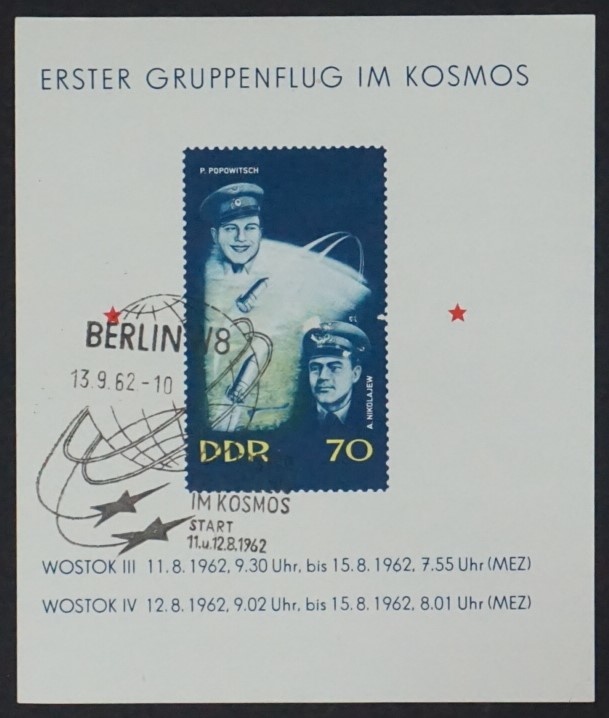 ERSTER GRUPPENFLUG IM KOSMOS
P. POPOWITSCH
BERLIN W8
13.9.62-10
A. NIKOLAJEW
DDR 70
IM KOSMOS
START
11.u.12.8.1962
WOSTOK III 11.8.1962, 9.30 Uhr, bis 15.8.1962, 7.55 Uhr (MEZ)
WOSTOK IV 12.8.1962, 9.02 Uhr, bis 15.8.1962, 8.01 Uhr (MEZ)